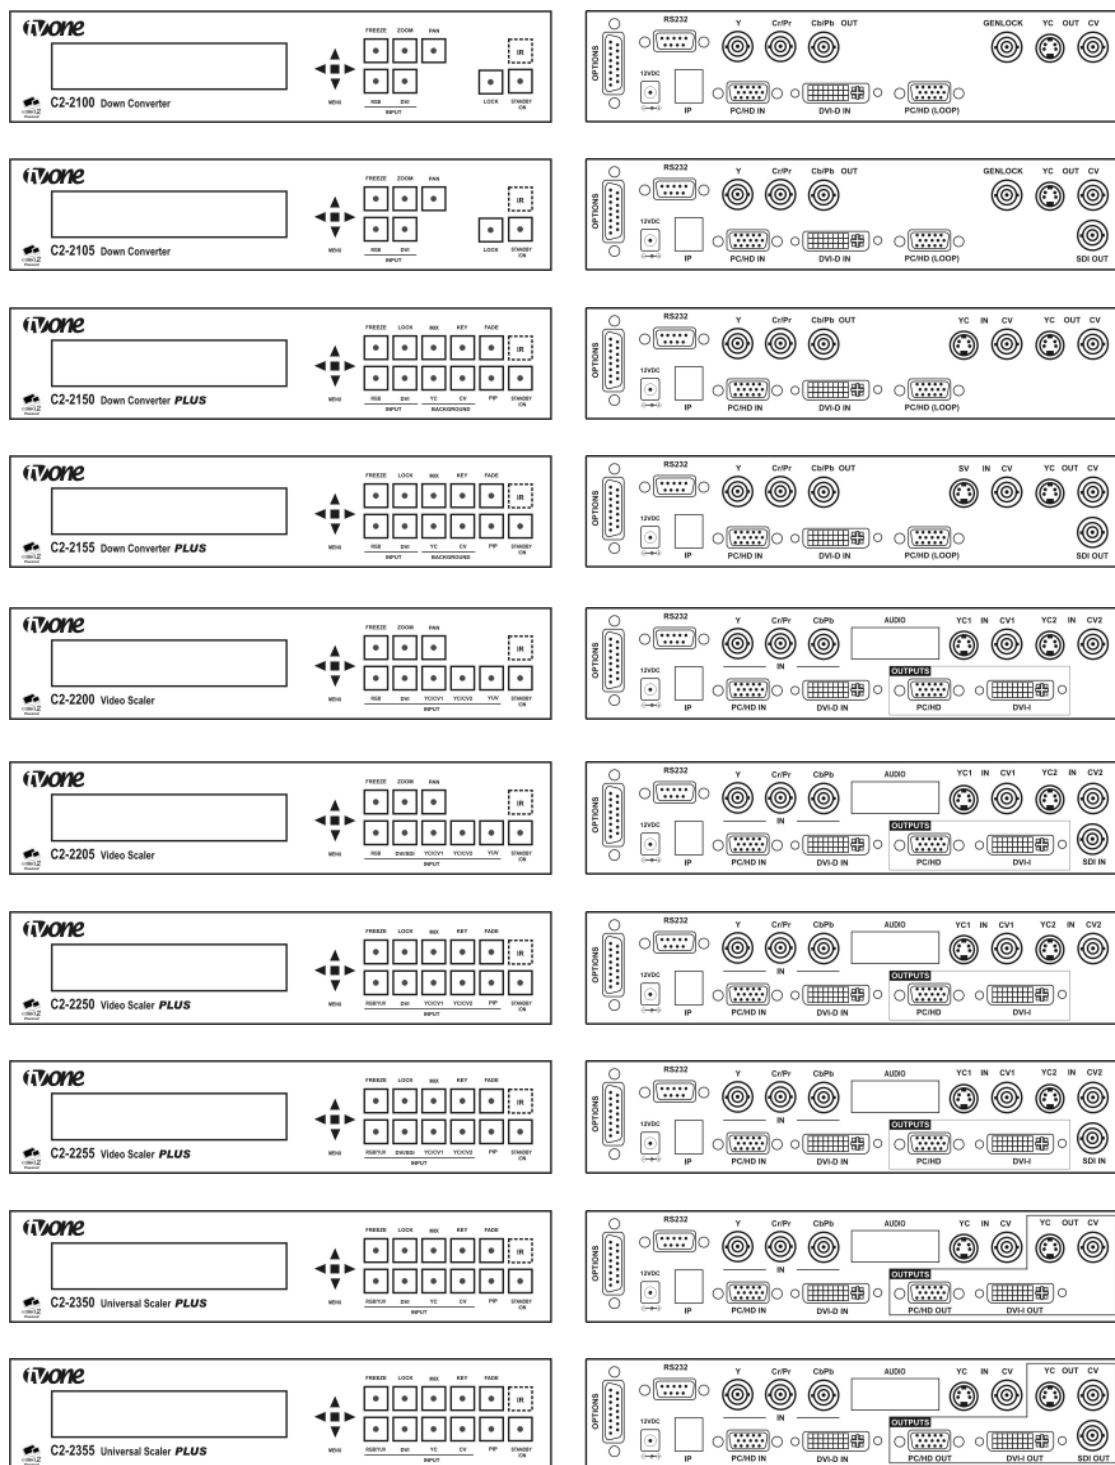 tvone
FREEZE ZOOM PAN
IR
C2-2100 Down Converter
MENU
RGB DVI
INPUT
LOCK STANDBY /ON
RS232 Y Cr/Pr Cb/Pb OUT GENLOCK YC OUT CV
OPTIONS
12VDC
IP PC/HD IN DVI-D IN PC/HD (LOOP)
tvone
FREEZE ZOOM PAN
IR
C2-2105 Down Converter
MENU
RGB DVI
INPUT
LOCK STANDBY /ON
RS232 Y Cr/Pr Cb/Pb OUT GENLOCK YC OUT CV
OPTIONS
12VDC
IP PC/HD IN DVI-D IN PC/HD (LOOP) SDI OUT
tvone
FREEZE LOCK MIX KEY FADE
IR
C2-2150 Down Converter PLUS
MENU
RGB DVI YC CV PIP STANDBY /ON
INPUT BACKGROUND
RS232 Y Cr/Pr Cb/Pb OUT YC IN CV YC OUT CV
OPTIONS
12VDC
IP PC/HD IN DVI-D IN PC/HD (LOOP)
tvone
FREEZE LOCK MIX KEY FADE
IR
C2-2155 Down Converter PLUS
MENU
RGB DVI YC CV PIP STANDBY /ON
INPUT BACKGROUND
RS232 Y Cr/Pr Cb/Pb OUT SV IN CV YC OUT CV
OPTIONS
12VDC
IP PC/HD IN DVI-D IN PC/HD (LOOP) SDI OUT
tvone
FREEZE ZOOM PAN
IR
C2-2200 Video Scaler
MENU
RGB DVI YC/CV1 YC/CV2 YUV STANDBY /ON
INPUT
RS232 Y Cr/Pr CbPb AUDIO YC1 IN CV1 YC2 IN CV2
OPTIONS
IN OUTPUTS
12VDC
IP PC/HD IN DVI-D IN PC/HD DVI-I
tvone
FREEZE ZOOM PAN
IR
C2-2205 Video Scaler
MENU
RGB DVI/SDI YC/CV1 YC/CV2 YUV STANDBY /ON
INPUT
RS232 Y Cr/Pr CbPb AUDIO YC1 IN CV1 YC2 IN CV2
OPTIONS
IN OUTPUTS
12VDC
IP PC/HD IN DVI-D IN PC/HD DVI-I SDI IN
tvone
FREEZE LOCK MIX KEY FADE
IR
C2-2250 Video Scaler PLUS
MENU
RGB/YUV DVI YC/CV1 YC/CV2 PIP STANDBY /ON
INPUT
RS232 Y Cr/Pr CbPb AUDIO YC1 IN CV1 YC2 IN CV2
OPTIONS
IN OUTPUTS
12VDC
IP PC/HD IN DVI-D IN PC/HD DVI-I
tvone
FREEZE LOCK MIX KEY FADE
IR
C2-2255 Video Scaler PLUS
MENU
RGB/YUV DVI/SDI YC/CV1 YC/CV2 PIP STANDBY /ON
INPUT
RS232 Y Cr/Pr CbPb AUDIO YC1 IN CV1 YC2 IN CV2
OPTIONS
IN OUTPUTS
12VDC
IP PC/HD IN DVI-D IN PC/HD DVI-I SDI IN
tvone
FREEZE LOCK MIX KEY FADE
IR
C2-2350 Universal Scaler PLUS
MENU
RGB/YUV DVI YC CV PIP STANDBY /ON
INPUT
RS232 Y Cr/Pr CbPb AUDIO YC IN CV YC OUT CV
OPTIONS
IN OUTPUTS
12VDC
IP PC/HD IN DVI-D IN PC/HD OUT DVI-I OUT
tvone
FREEZE LOCK MIX KEY FADE
IR
C2-2355 Universal Scaler PLUS
MENU
RGB/YUV DVI YC CV PIP STANDBY /ON
INPUT
RS232 Y Cr/Pr CbPb AUDIO YC IN CV YC OUT CV
OPTIONS
IN OUTPUTS
12VDC
IP PC/HD IN DVI-D IN PC/HD OUT DVI-I OUT SDI OUT